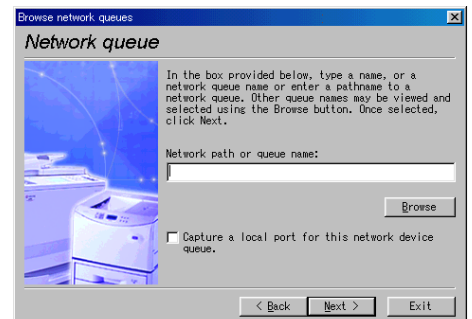 Browse network queues
Network queue
In the box provided below, type a name, or a
network queue name or enter a pathname to a
network queue. Other queue names may be viewed and
selected using the Browse button. Once selected,
click Next.
Network path or queue name:
Browse
Capture a local port for this network device
queue.
< Back
Next >
Exit